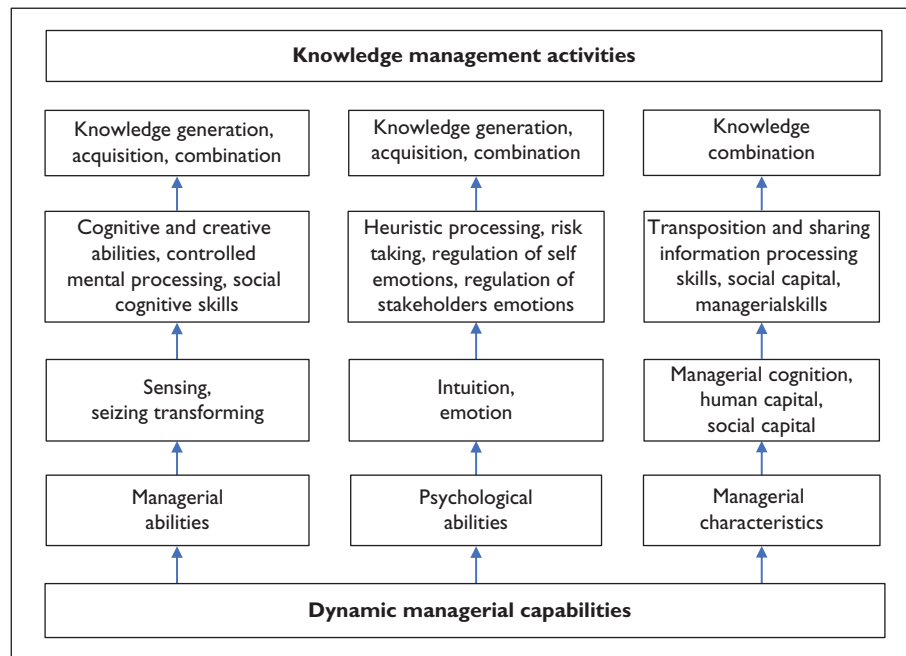 Knowledge management activities
Knowledge generation,
acquisition, combination
Knowledge generation,
acquisition, combination
Knowledge
combination
Cognitive and creative
abilities, controlled
mental processing, social
cognitive skills
Heuristic processing, risk
taking, regulation of self
emotions, regulation of
stakeholders emotions
Transposition and sharing
information processing
skills, social capital,
managerialskills
Sensing,
seizing transforming
Intuition,
emotion
Managerial cognition,
human capital,
social capital
Managerial
abilities
Psychological
abilities
Managerial
characteristics
Dynamic managerial capabilities